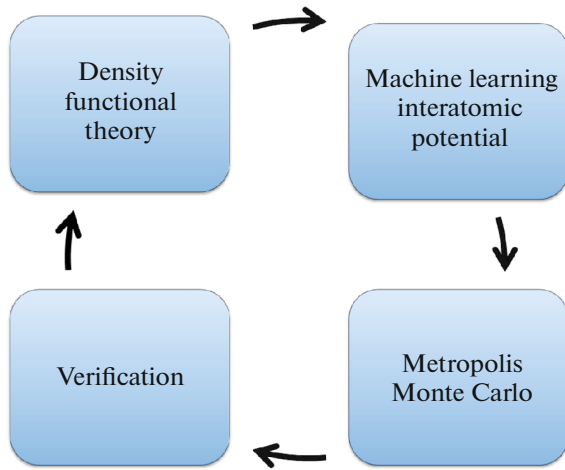 Density
functional
theory
Machine learning
interatomic
potential
Verification
Metropolis
Monte Carlo